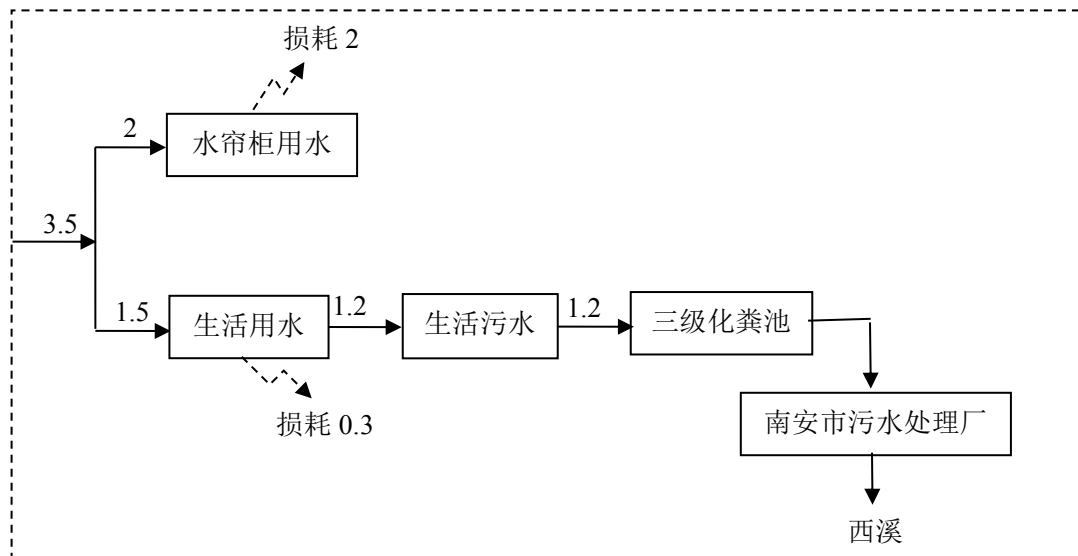 损耗 2
2
水帘柜用水
3.5
1.5
生活用水
1.2
生活污水
1.2
三级化粪池
损耗 0.3
南安市污水处理厂
西溪